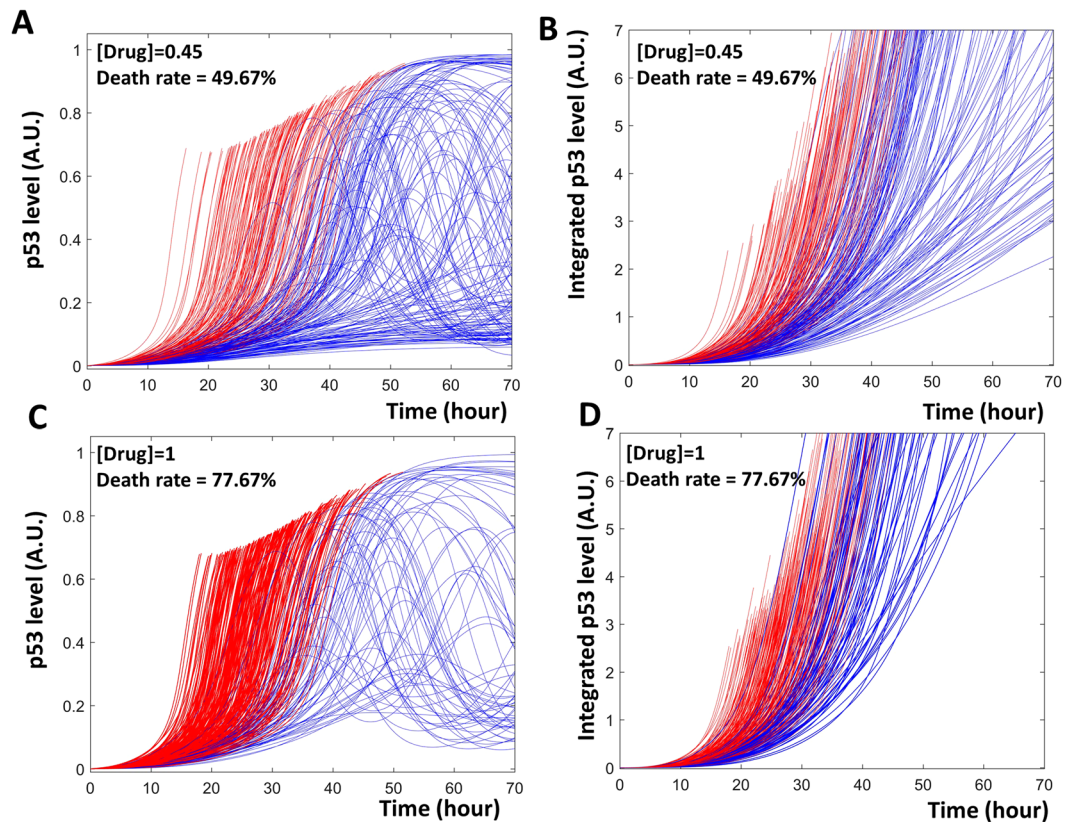 A
[Drug]=0.45
Death rate = 49.67%
p53 level (A.U.)
1
0.8
0.6
0.4
0.2
0
0 10 20 30 40 50 60 70
Time (hour)
B
[Drug]=0.45
Death rate = 49.67%
Integrated p53 level (A.U.)
7
6
5
4
3
2
1
0
0 10 20 30 40 50 60 70
Time (hour)
C
[Drug]=1
Death rate = 77.67%
p53 level (A.U.)
1
0.8
0.6
0.4
0.2
0
0 10 20 30 40 50 60 70
Time (hour)
D
[Drug]=1
Death rate = 77.67%
Integrated p53 level (A.U.)
7
6
5
4
3
2
1
0
0 10 20 30 40 50 60 70
Time (hour)